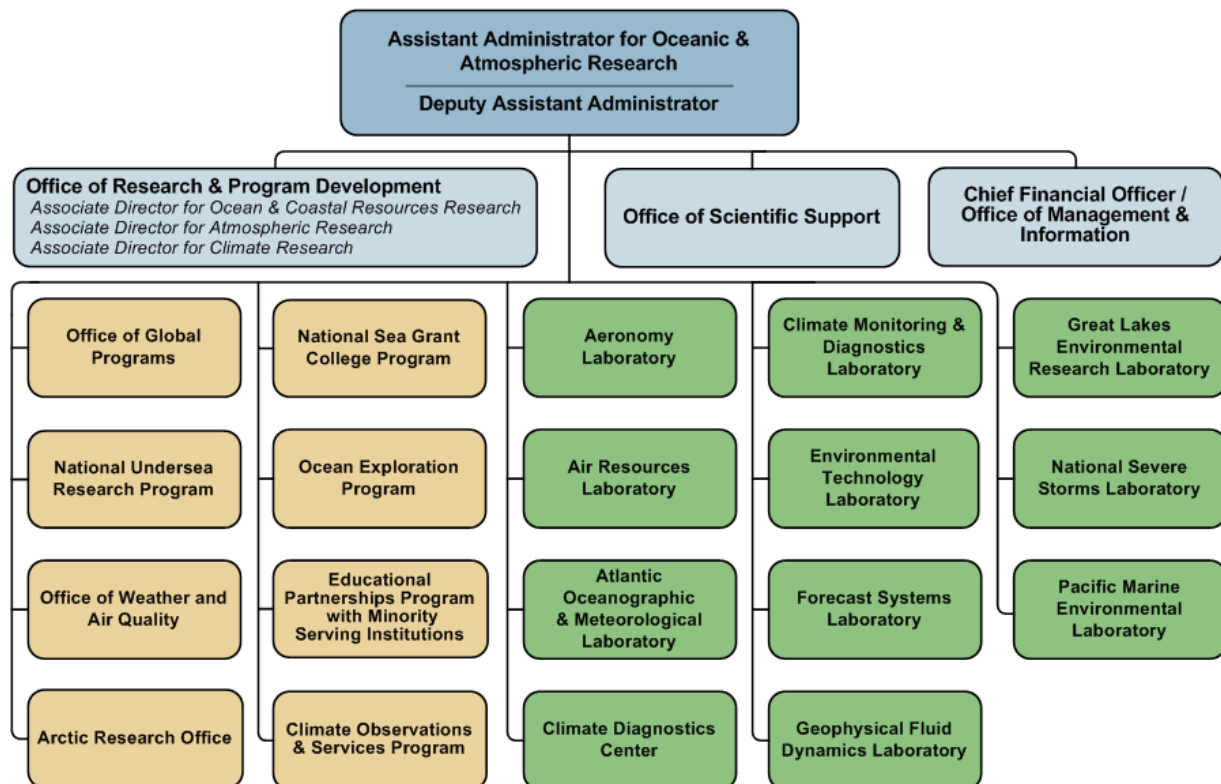 Assistant Administrator for Oceanic &
Atmospheric Research
Deputy Assistant Administrator
Office of Research & Program Development
Associate Director for Ocean & Coastal Resources Research
Associate Director for Atmospheric Research
Associate Director for Climate Research
Office of Scientific Support
Chief Financial Officer /
Office of Management &
Information
Office of Global
Programs
National Sea Grant
College Program
Aeronomy
Laboratory
Climate Monitoring &
Diagnostics
Laboratory
Great Lakes
Environmental
Research Laboratory
National Undersea
Research Program
Ocean Exploration
Program
Air Resources
Laboratory
Environmental
Technology
Laboratory
National Severe
Storms Laboratory
Office of Weather and
Air Quality
Educational
Partnerships Program
with Minority
Serving Institutions
Atlantic
Oceanographic
& Meteorological
Laboratory
Forecast Systems
Laboratory
Pacific Marine
Environmental
Laboratory
Arctic Research Office
Climate Observations
& Services Program
Climate Diagnostics
Center
Geophysical Fluid
Dynamics Laboratory